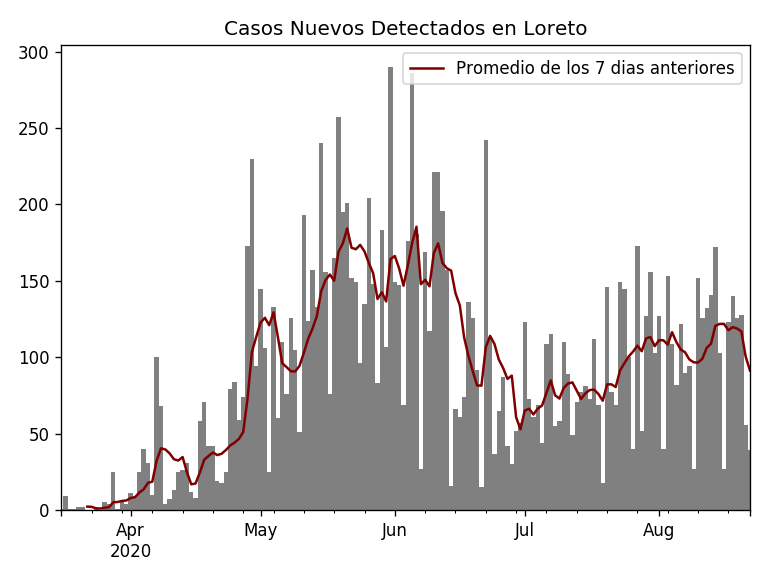 Casos Nuevos Detectados en Loreto
Promedio de los 7 dias anteriores
300
250
200
150
100
50
0
Apr
2020
May
Jun
Jul
Aug